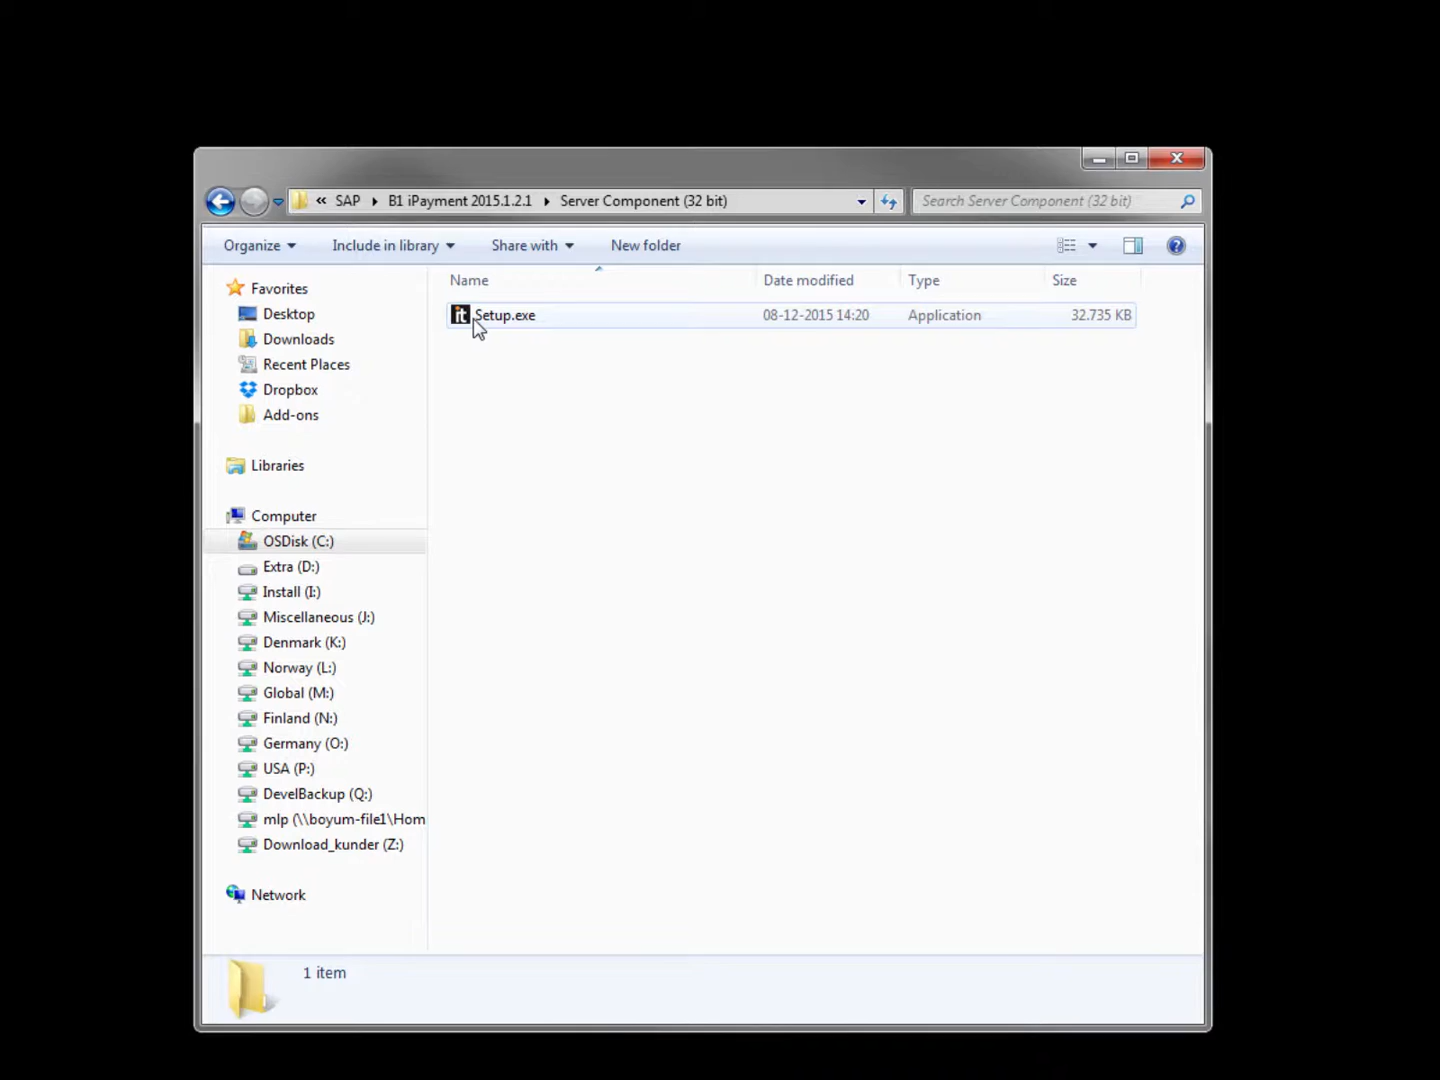 « SAP ▸ B1 iPayment 2015.1.2.1 ▸ Server Component (32 bit)
Search Server Component (32 bit)
Organize Include in library Share with New folder
Name Date modified Type Size
it Setup.exe 08-12-2015 14:20 Application 32.735 KB
Favorites
Desktop
Downloads
Recent Places
Dropbox
Add-ons
Libraries
Computer
OSDisk (C:)
Extra (D:)
Install (I:)
Miscellaneous (J:)
Denmark (K:)
Norway (L:)
Global (M:)
Finland (N:)
Germany (O:)
USA (P:)
DevelBackup (Q:)
mlp (\\boyum-file1\Hom
Download_kunder (Z:)
Network
1 item